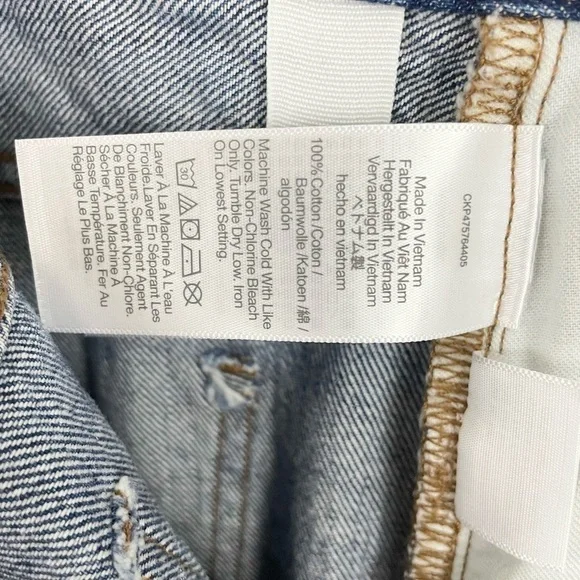 CKP475764405
Made In Vietnam
Fabriqué Au Viêt Nam
Hergestellt In Vietnam
Vervaardigd In Vietnam
ベトナム製
hecho en vietnam
100% Cotton /Coton /
Baumwolle /Katoen /綿/
algodón
Machine Wash Cold With Like
Colors. Non-Chlorine Bleach
Only. Tumble Dry Low. Iron
On Lowest Setting.
30
Laver À La Machine À L'eau
Froide.Laver En Séparant Les
Couleurs. Seulement Agent
De Blanchiment Non-Chlore.
Sécher À La Machine À
Basse Température. Fer Au
Réglage Le Plus Bas.